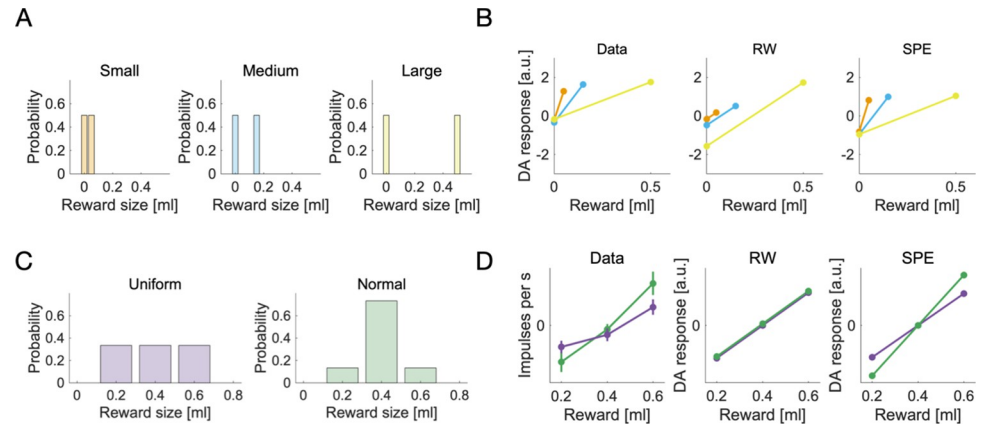 A
Small
Medium
Large
Probability
0.6
0.4
0.2
0
0 0.2 0.4
Reward size [ml]
Probability
0.6
0.4
0.2
0
0 0.2 0.4
Reward size [ml]
Probability
0.6
0.4
0.2
0
0 0.2 0.4
Reward size [ml]
B
Data
RW
SPE
DA response [a.u.]
2
0
-2
0 0.5
Reward [ml]
DA response [a.u.]
2
0
-2
0 0.5
Reward [ml]
DA response [a.u.]
2
0
-2
0 0.5
Reward [ml]
C
Uniform
Normal
Probability
0.6
0.4
0.2
0
0 0.2 0.4 0.6 0.8
Reward size [ml]
Probability
0.6
0.4
0.2
0
0 0.2 0.4 0.6 0.8
Reward size [ml]
D
Data
RW
SPE
Impulses per s
0
0.2 0.4 0.6
Reward [ml]
DA response [a.u.]
0
0.2 0.4 0.6
Reward [ml]
DA response [a.u.]
0
0.2 0.4 0.6
Reward [ml]